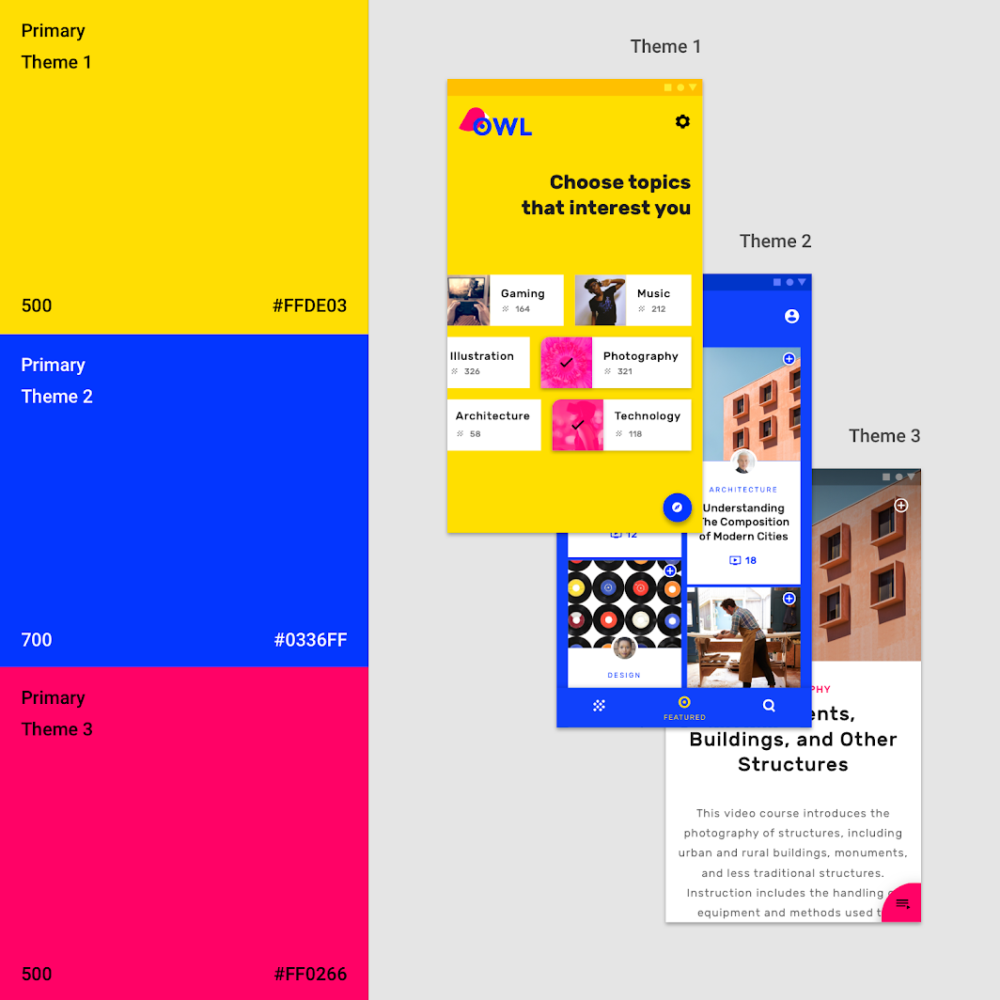 Primary
Theme 1
500
#FFDE03
Primary
Theme 2
700
#0336FF
Primary
Theme 3
500
#FF0266
Theme 1
OWL
Choose topics
that interest you
Gaming
164
Music
212
Illustration
326
Photography
321
Architecture
58
Technology
118
Theme 2
ARCHITECTURE
Understanding
The Composition
of Modern Cities
18
12
DESIGN
FEATURED
Theme 3
PHY
ents,
Buildings, and Other
Structures
This video course introduces the
photography of structures, including
urban and rural buildings, monuments,
and less traditional structures.
Instruction includes the handling
equipment and methods used